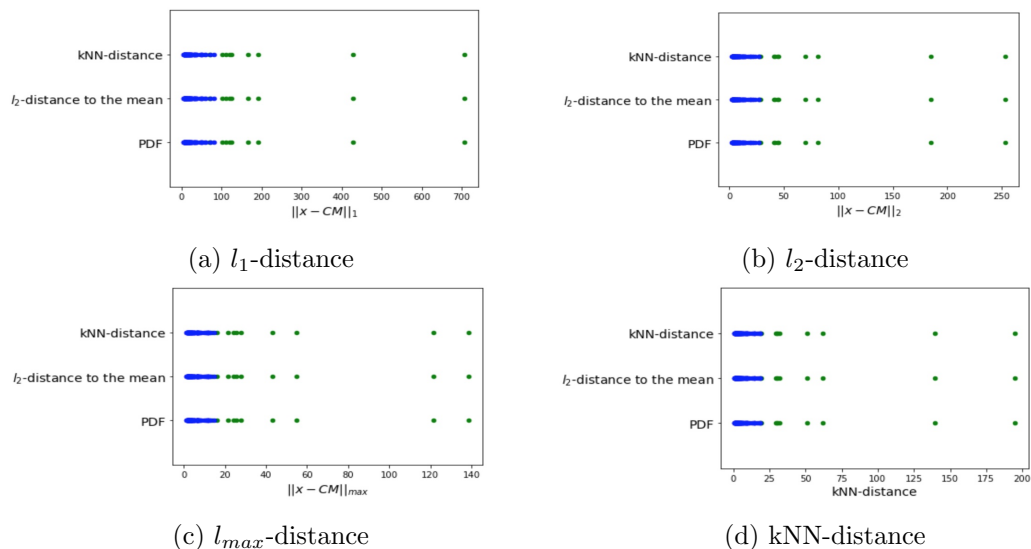 kNN-distance
l₂-distance to the mean
PDF
0 100 200 300 400 500 600 700
||x − CM||₁
(a) l₁-distance
kNN-distance
l₂-distance to the mean
PDF
0 50 100 150 200 250
||x − CM||₂
(b) l₂-distance
kNN-distance
l₂-distance to the mean
PDF
0 20 40 60 80 100 120 140
||x − CM||ₘₐₓ
(c) lₘₐₓ-distance
kNN-distance
l₂-distance to the mean
PDF
0 25 50 75 100 125 150 175 200
kNN-distance
(d) kNN-distance